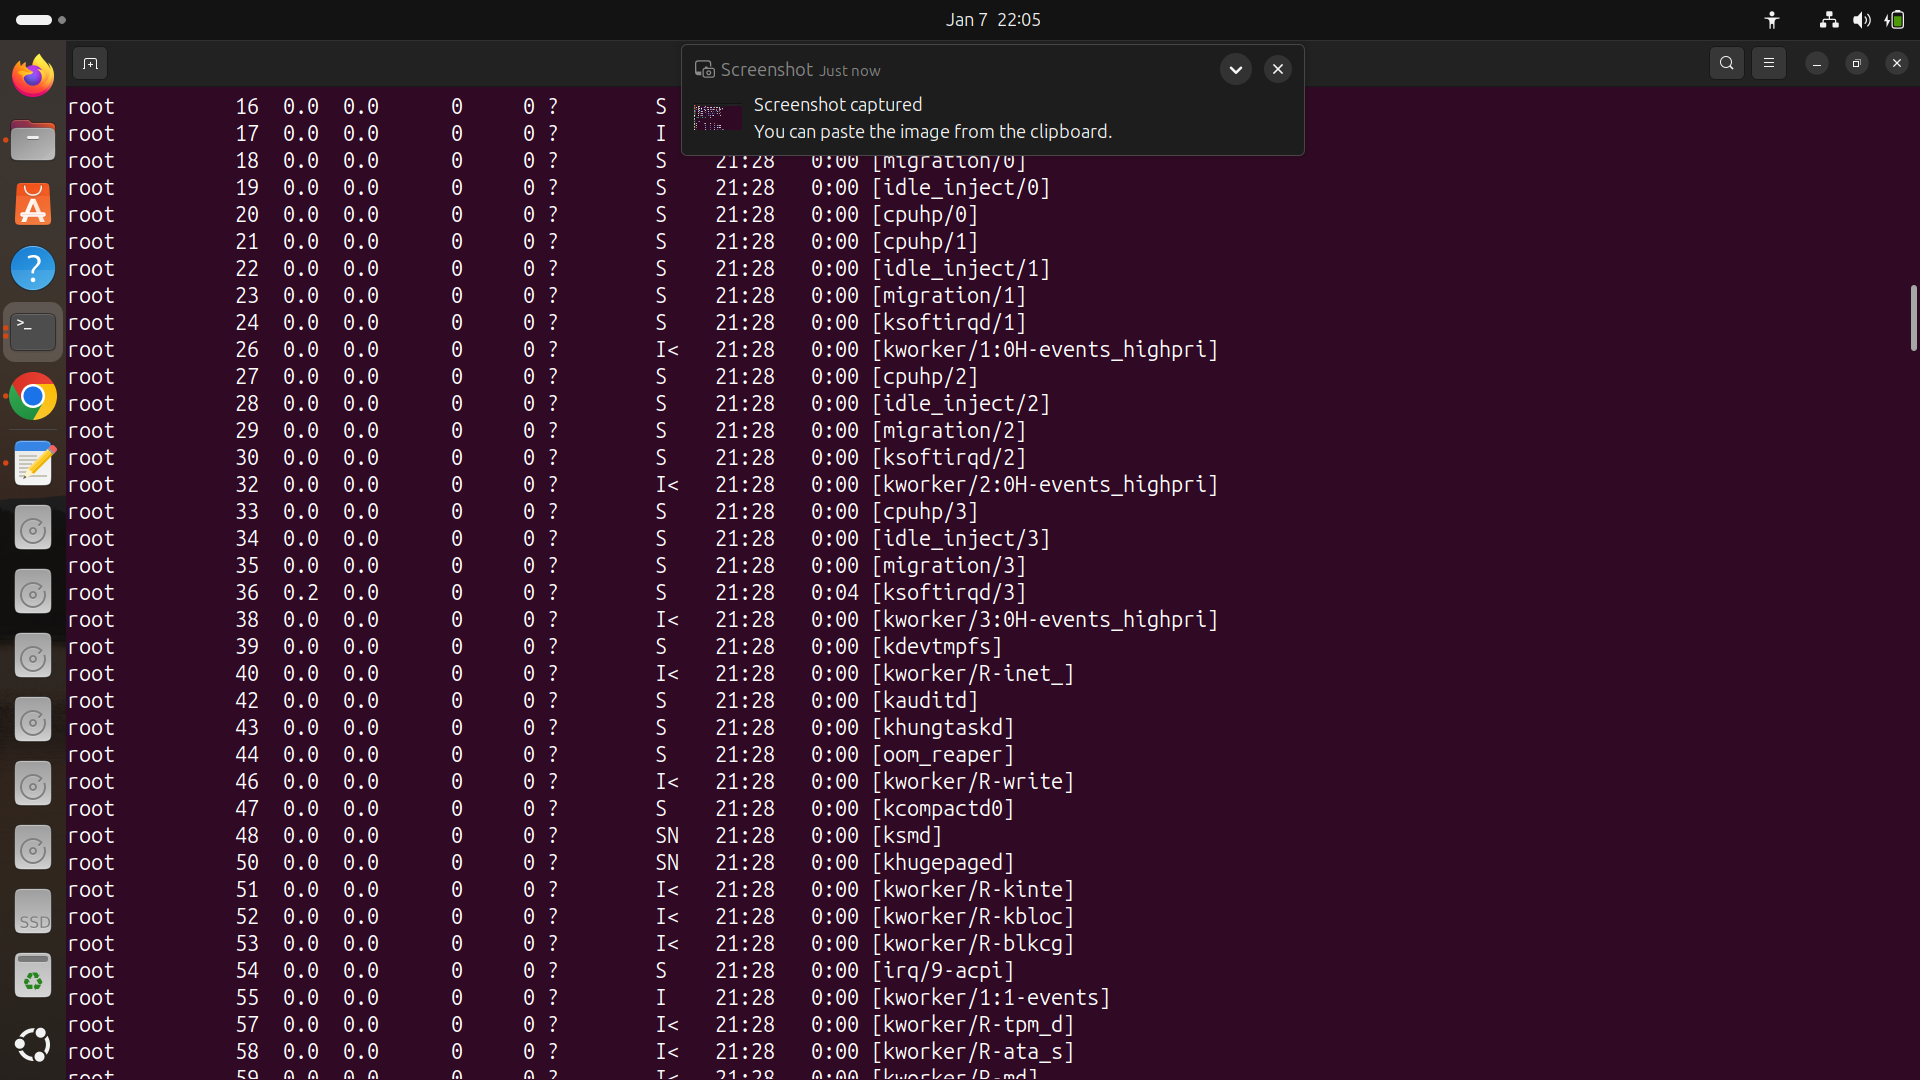 Jan 7 22:05
Screenshot Just now
Screenshot captured
You can paste the image from the clipboard.
root 16 0.0 0.0 0 0 ? S
root 17 0.0 0.0 0 0 ? I
root 18 0.0 0.0 0 0 ? S 21:28 0:00 [migration/0]
root 19 0.0 0.0 0 0 ? S 21:28 0:00 [idle_inject/0]
root 20 0.0 0.0 0 0 ? S 21:28 0:00 [cpuhp/0]
root 21 0.0 0.0 0 0 ? S 21:28 0:00 [cpuhp/1]
root 22 0.0 0.0 0 0 ? S 21:28 0:00 [idle_inject/1]
root 23 0.0 0.0 0 0 ? S 21:28 0:00 [migration/1]
root 24 0.0 0.0 0 0 ? S 21:28 0:00 [ksoftirqd/1]
root 26 0.0 0.0 0 0 ? I< 21:28 0:00 [kworker/1:0H-events_highpri]
root 27 0.0 0.0 0 0 ? S 21:28 0:00 [cpuhp/2]
root 28 0.0 0.0 0 0 ? S 21:28 0:00 [idle_inject/2]
root 29 0.0 0.0 0 0 ? S 21:28 0:00 [migration/2]
root 30 0.0 0.0 0 0 ? S 21:28 0:00 [ksoftirqd/2]
root 32 0.0 0.0 0 0 ? I< 21:28 0:00 [kworker/2:0H-events_highpri]
root 33 0.0 0.0 0 0 ? S 21:28 0:00 [cpuhp/3]
root 34 0.0 0.0 0 0 ? S 21:28 0:00 [idle_inject/3]
root 35 0.0 0.0 0 0 ? S 21:28 0:00 [migration/3]
root 36 0.2 0.0 0 0 ? S 21:28 0:04 [ksoftirqd/3]
root 38 0.0 0.0 0 0 ? I< 21:28 0:00 [kworker/3:0H-events_highpri]
root 39 0.0 0.0 0 0 ? S 21:28 0:00 [kdevtmpfs]
root 40 0.0 0.0 0 0 ? I< 21:28 0:00 [kworker/R-inet_]
root 42 0.0 0.0 0 0 ? S 21:28 0:00 [kauditd]
root 43 0.0 0.0 0 0 ? S 21:28 0:00 [khungtaskd]
root 44 0.0 0.0 0 0 ? S 21:28 0:00 [oom_reaper]
root 46 0.0 0.0 0 0 ? I< 21:28 0:00 [kworker/R-write]
root 47 0.0 0.0 0 0 ? S 21:28 0:00 [kcompactd0]
root 48 0.0 0.0 0 0 ? SN 21:28 0:00 [ksmd]
root 50 0.0 0.0 0 0 ? SN 21:28 0:00 [khugepaged]
root 51 0.0 0.0 0 0 ? I< 21:28 0:00 [kworker/R-kinte]
root 52 0.0 0.0 0 0 ? I< 21:28 0:00 [kworker/R-kbloc]
root 53 0.0 0.0 0 0 ? I< 21:28 0:00 [kworker/R-blkcg]
root 54 0.0 0.0 0 0 ? S 21:28 0:00 [irq/9-acpi]
root 55 0.0 0.0 0 0 ? I 21:28 0:00 [kworker/1:1-events]
root 57 0.0 0.0 0 0 ? I< 21:28 0:00 [kworker/R-tpm_d]
root 58 0.0 0.0 0 0 ? I< 21:28 0:00 [kworker/R-ata_s]
root 59 0.0 0.0 0 0 ? I< 21:28 0:00 [kworker/R-md]
SSD